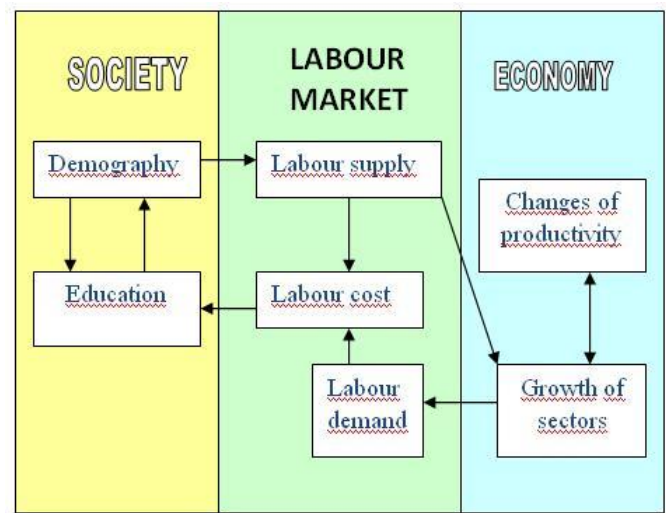 SOCIETY
LABOUR
MARKET
ECONOMY
Demography
Labour supply
Changes of
productivity
Education
Labour cost
Labour
demand
Growth of
sectors